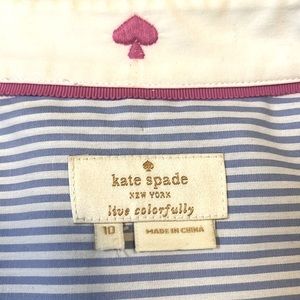 kate spade
NEW YORK
live colorfully
10
MADE IN CHINA